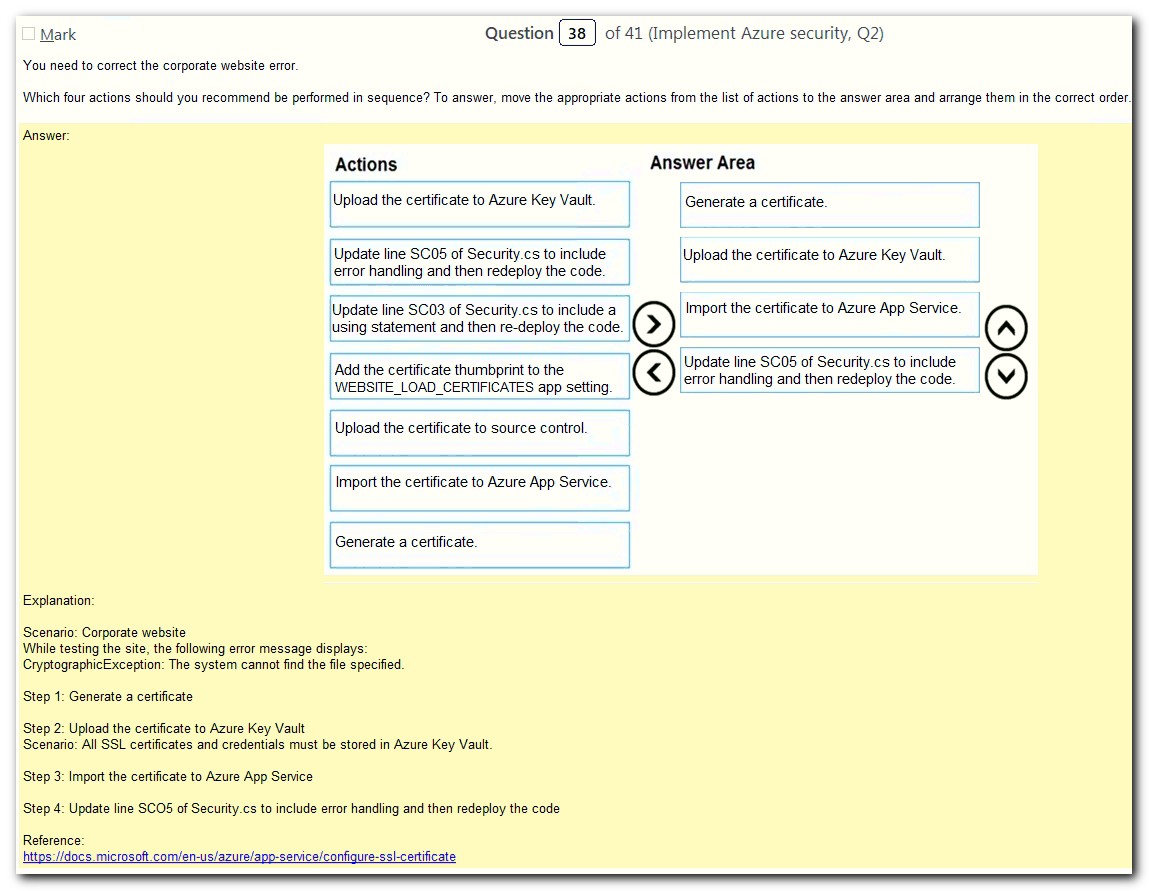 Mark
Question 38 of 41 (Implement Azure security, Q2)
You need to correct the corporate website error.
Which four actions should you recommend be performed in sequence? To answer, move the appropriate actions from the list of actions to the answer area and arrange them in the correct order.
Answer:
Actions
Upload the certificate to Azure Key Vault.
Update line SC05 of Security.cs to include
error handling and then redeploy the code.
Update line SC03 of Security.cs to include a
using statement and then re-deploy the code.
Add the certificate thumbprint to the
WEBSITE_LOAD_CERTIFICATES app setting.
Upload the certificate to source control.
Import the certificate to Azure App Service.
Generate a certificate.
Answer Area
Generate a certificate.
Upload the certificate to Azure Key Vault.
Import the certificate to Azure App Service.
Update line SC05 of Security.cs to include
error handling and then redeploy the code.
Explanation:
Scenario: Corporate website
While testing the site, the following error message displays:
CryptographicException: The system cannot find the file specified.
Step 1: Generate a certificate
Step 2: Upload the certificate to Azure Key Vault
Scenario: All SSL certificates and credentials must be stored in Azure Key Vault.
Step 3: Import the certificate to Azure App Service
Step 4: Update line SCO5 of Security.cs to include error handling and then redeploy the code
Reference:
https://docs.microsoft.com/en-us/azure/app-service/configure-ssl-certificate